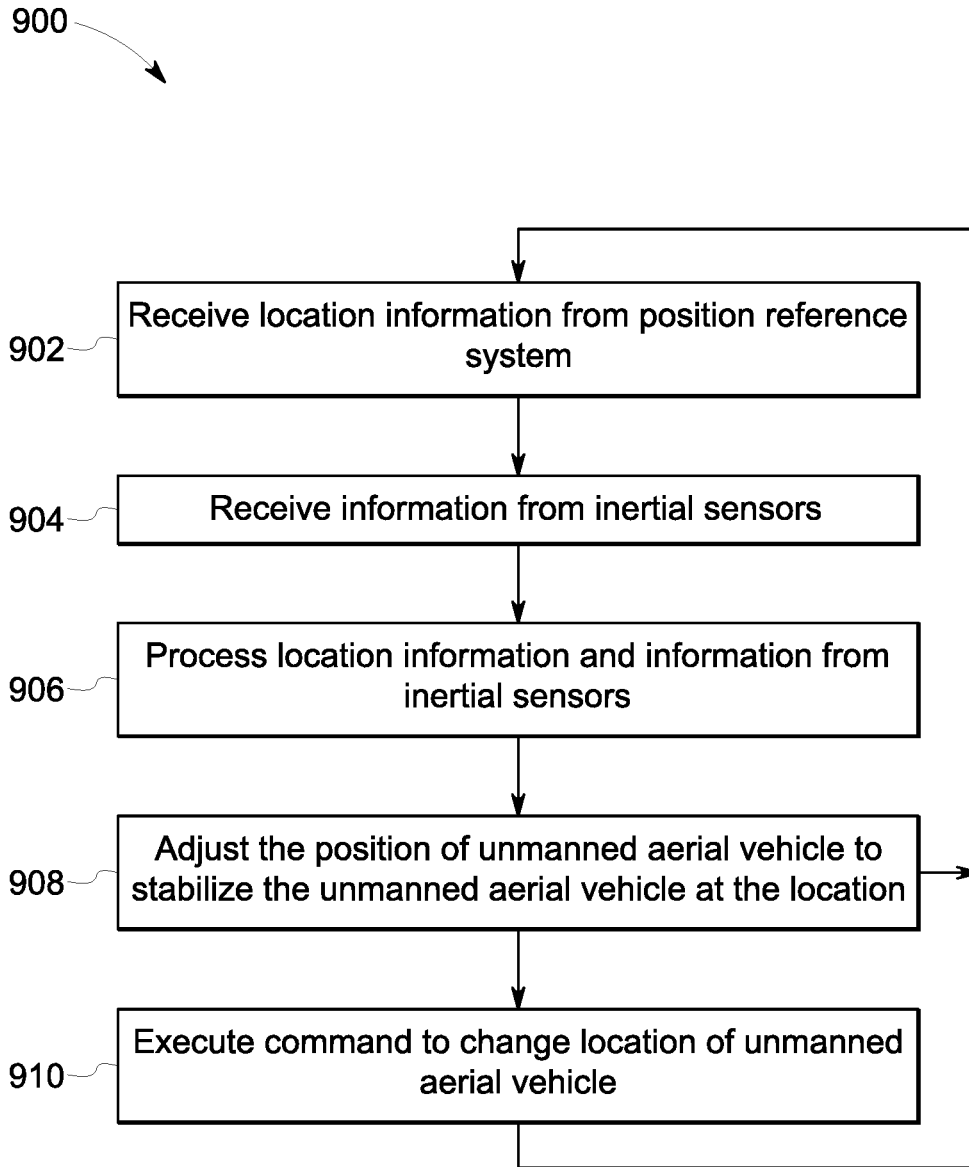 900
902
Receive location information from position reference
system
904
Receive information from inertial sensors
906
Process location information and information from
inertial sensors
908
Adjust the position of unmanned aerial vehicle to
stabilize the unmanned aerial vehicle at the location
910
Execute command to change location of unmanned
aerial vehicle